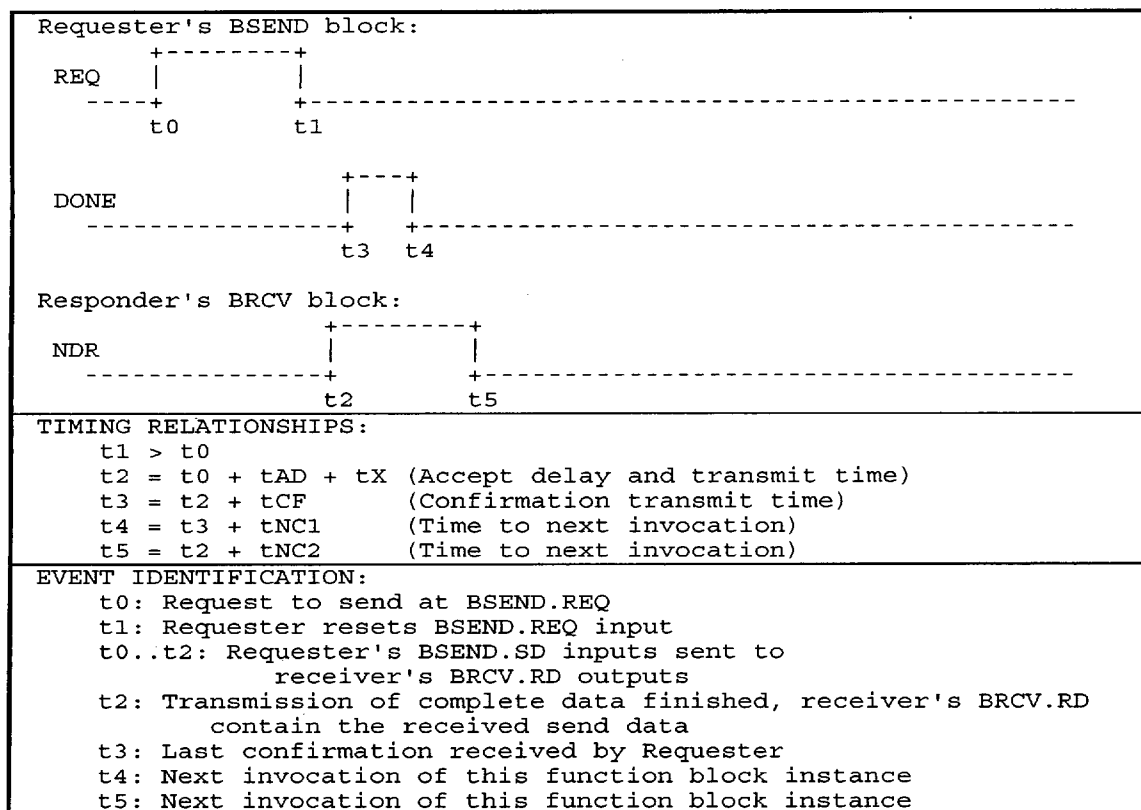 Requester's BSEND block:
REQ
t0 t1
DONE
t3 t4
Responder's BRCV block:
NDR
t2 t5
TIMING RELATIONSHIPS:
t1 > t0
t2 = t0 + tAD + tX (Accept delay and transmit time)
t3 = t2 + tCF (Confirmation transmit time)
t4 = t3 + tNC1 (Time to next invocation)
t5 = t2 + tNC2 (Time to next invocation)
EVENT IDENTIFICATION:
t0: Request to send at BSEND.REQ
t1: Requester resets BSEND.REQ input
t0..t2: Requester's BSEND.SD inputs sent to
receiver's BRCV.RD outputs
t2: Transmission of complete data finished, receiver's BRCV.RD
contain the received send data
t3: Last confirmation received by Requester
t4: Next invocation of this function block instance
t5: Next invocation of this function block instance